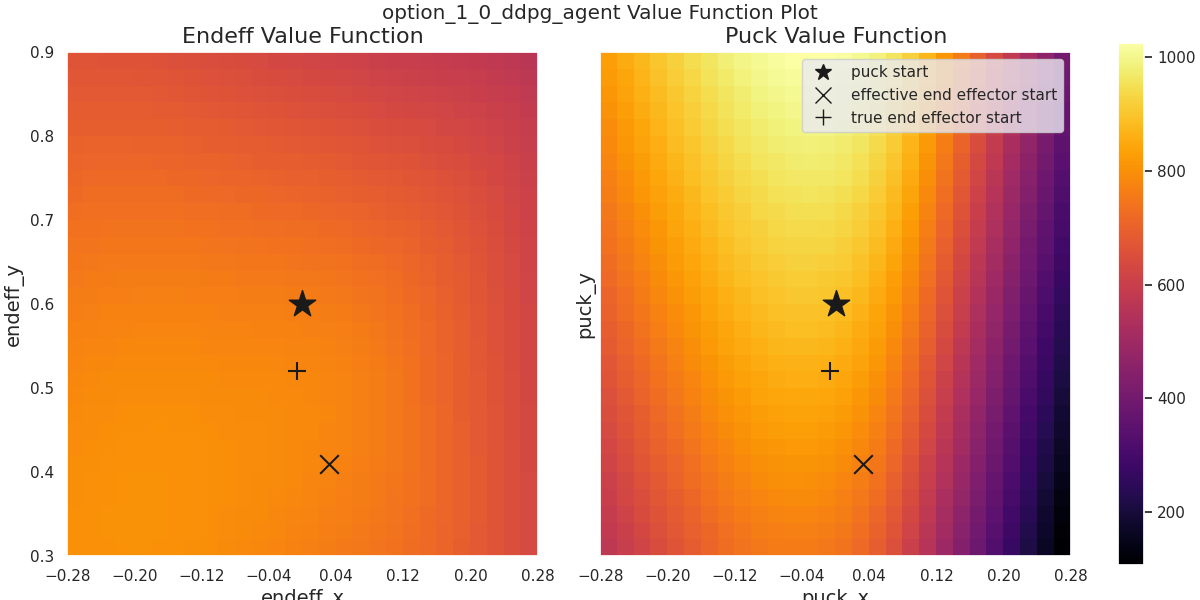 option_1_0_ddpg_agent Value Function Plot
Endeff Value Function
Puck Value Function
0.9
0.8
0.7
0.6
0.5
0.4
0.3
endeff_y
−0.28 −0.20 −0.12 −0.04 0.04 0.12 0.20 0.28
endeff_x
puck start
effective end effector start
true end effector start
puck_y
−0.28 −0.20 −0.12 −0.04 0.04 0.12 0.20 0.28
puck_x
1000
800
600
400
200